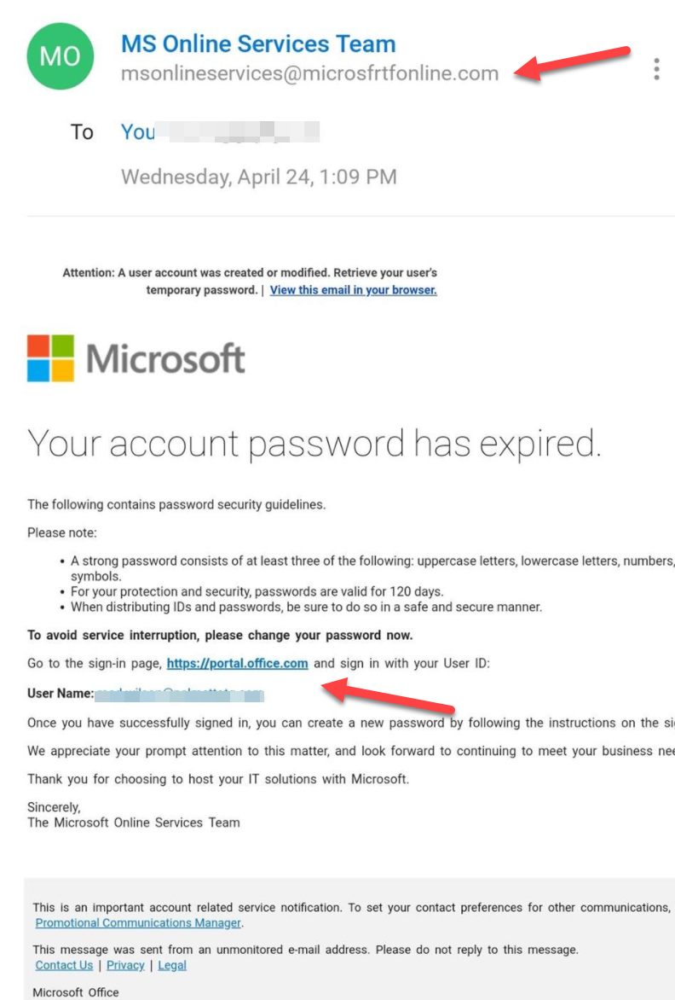 MO
MS Online Services Team
msonlineservices@microsfrtfonline.com
To You
Wednesday, April 24, 1:09 PM
Attention: A user account was created or modified. Retrieve your user's
temporary password. | View this email in your browser.
Microsoft
Your account password has expired.
The following contains password security guidelines.
Please note:
• A strong password consists of at least three of the following: uppercase letters, lowercase letters, numbers,
symbols.
• For your protection and security, passwords are valid for 120 days.
• When distributing IDs and passwords, be sure to do so in a safe and secure manner.
To avoid service interruption, please change your password now.
Go to the sign-in page, https://portal.office.com and sign in with your User ID:
User Name:
Once you have successfully signed in, you can create a new password by following the instructions on the
We appreciate your prompt attention to this matter, and look forward to continuing to meet your business
Thank you for choosing to host your IT solutions with Microsoft.
Sincerely,
The Microsoft Online Services Team
This is an important account related service notification. To set your contact preferences for other communications,
Promotional Communications Manager.
This message was sent from an unmonitored e-mail address. Please do not reply to this message.
Contact Us | Privacy | Legal
Microsoft Office